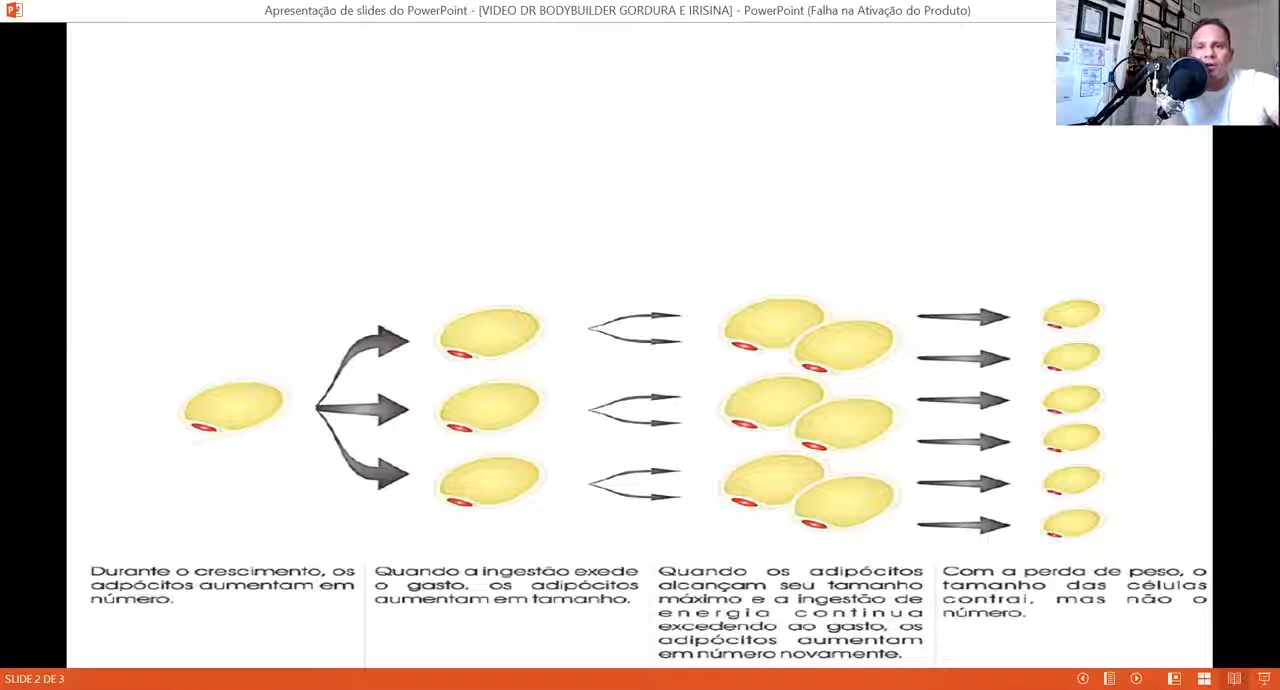 Apresentação de slides do PowerPoint - [VIDEO DR BODYBUILDER GORDURA E IRISINA] - PowerPoint (Falha na Ativação do Produto)
Durante o crescimento, os
adpócitos aumentam em
número.
Quando a ingestão exede
o gasto, os adipócitos
aumentam em tamanho.
Quando os adipócitos
alcançam seu tamanho
máximo e a ingestão de
energia continua
excedendo ao gasto, os
adipócitos aumentam
em número novamente.
Com a perda de peso, o
tamanho das células
contrai, mas não o
número.
SLIDE 2 DE 3